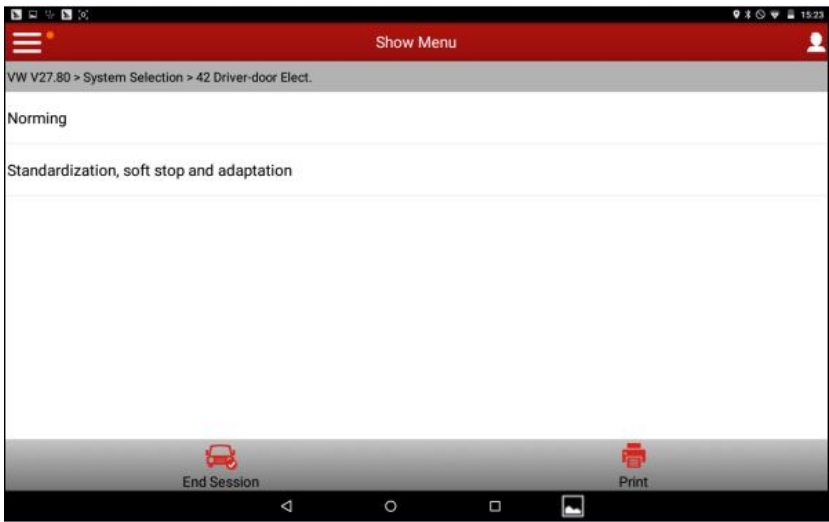 15:23
Show Menu
VW V27.80 > System Selection > 42 Driver-door Elect.
Norming
Standardization, soft stop and adaptation
End Session
Print